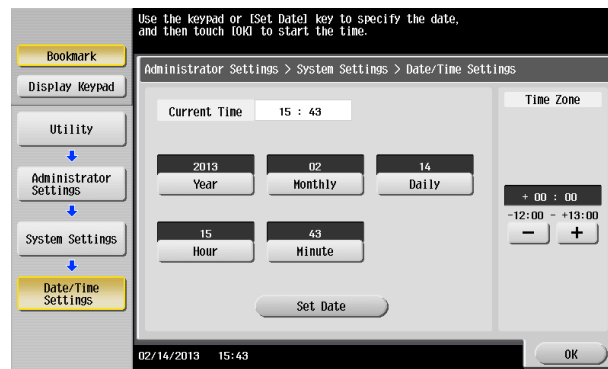 Use the keypad or [Set Date] key to specify the date,
and then touch [OK] to start the time.
Bookmark
Display Keypad
Utility
Administrator
Settings
System Settings
Date/Time
Settings
Administrator Settings > System Settings > Date/Time Settings
Current Time 15 : 43
2013 02 14
Year Monthly Daily
15 43
Hour Minute
Set Date
Time Zone
+ 00 : 00
-12:00 - +13:00
− +
02/14/2013 15:43
OK